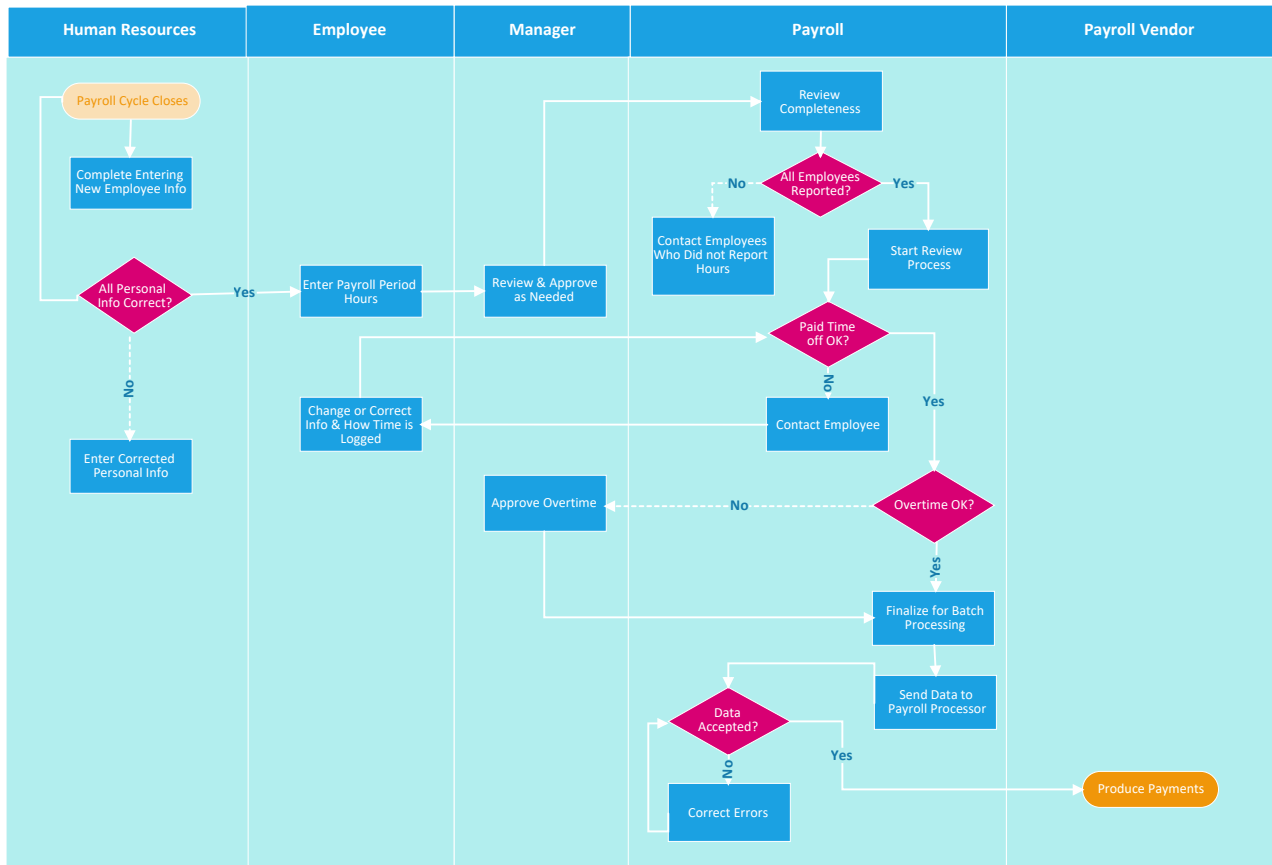 Human Resources
Employee
Manager
Payroll
Payroll Vendor
Payroll Cycle Closes
Review
Completeness
Complete Entering
New Employee Info
All Employees
Reported?
No
Yes
Contact Employees
Who Did not Report
Hours
Start Review
Process
All Personal
Info Correct?
Yes
Enter Payroll Period
Hours
Review & Approve
as Needed
Paid Time
off OK?
No
No
Yes
Change or Correct
Info & How Time is
Logged
Contact Employee
Enter Corrected
Personal Info
Approve Overtime
No
Overtime OK?
Yes
Finalize for Batch
Processing
Send Data to
Payroll Processor
Data
Accepted?
Yes
No
Produce Payments
Correct Errors